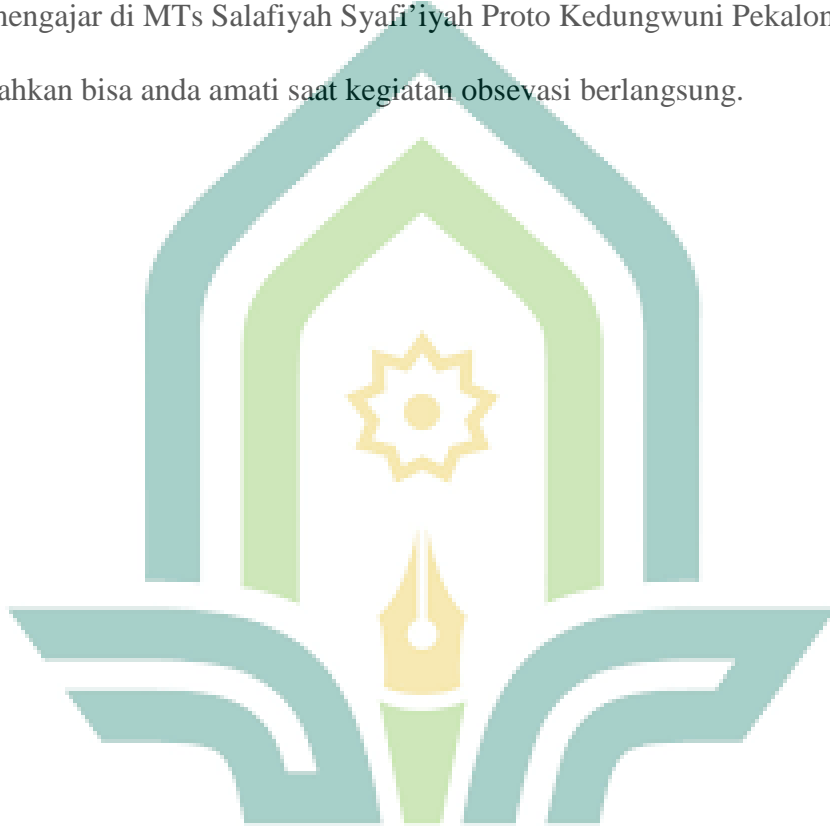 mengajar di MTs Salafiyah Syafi’iyah Proto Kedungwuni Pekalon
ahkan bisa anda amati saat kegiatan obsevasi berlangsung.